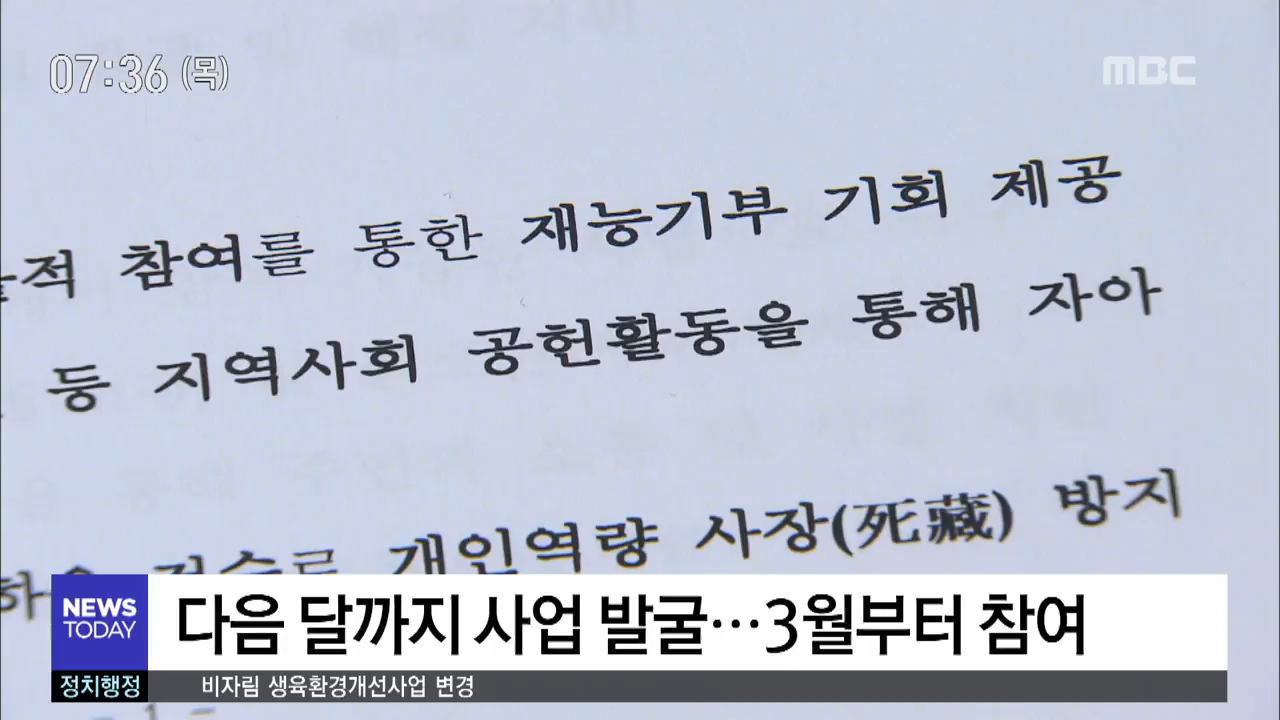 07:36 (목)
MBC
참여를 통한 재능기부 기회 제공
등 지역사회 공헌활동을 통해 자아
개인역량 사장(死藏) 방지
NEWS
TODAY
다음 달까지 사업 발굴…3월부터 참여
정치행정
비자림 생육환경개선사업 변경